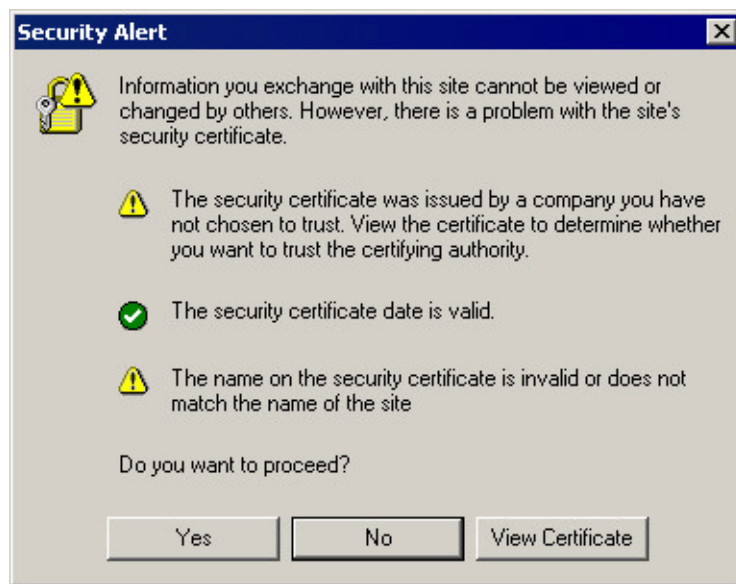 Security Alert
Information you exchange with this site cannot be viewed or
changed by others. However, there is a problem with the site's
security certificate.
The security certificate was issued by a company you have
not chosen to trust. View the certificate to determine whether
you want to trust the certifying authority.
The security certificate date is valid.
The name on the security certificate is invalid or does not
match the name of the site
Do you want to proceed?
Yes
No
View Certificate